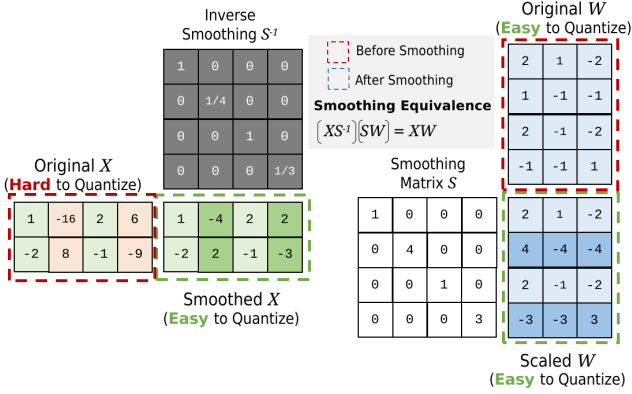 Inverse
Smoothing S⁻¹
1 0 0 0
0 1/4 0 0
0 0 1 0
0 0 0 1/3
Before Smoothing
After Smoothing
Smoothing Equivalence
(XS⁻¹)(SW) = XW
Original W
(Easy to Quantize)
2 1 -2
1 -1 -1
2 -1 -2
-1 -1 1
Original X
(Hard to Quantize)
1 -16 2 6
-2 8 -1 -9
1 -4 2 2
-2 2 -1 -3
Smoothed X
(Easy to Quantize)
Smoothing
Matrix S
1 0 0 0
0 4 0 0
0 0 1 0
0 0 0 3
2 1 -2
4 -4 -4
2 -1 -2
-3 -3 3
Scaled W
(Easy to Quantize)